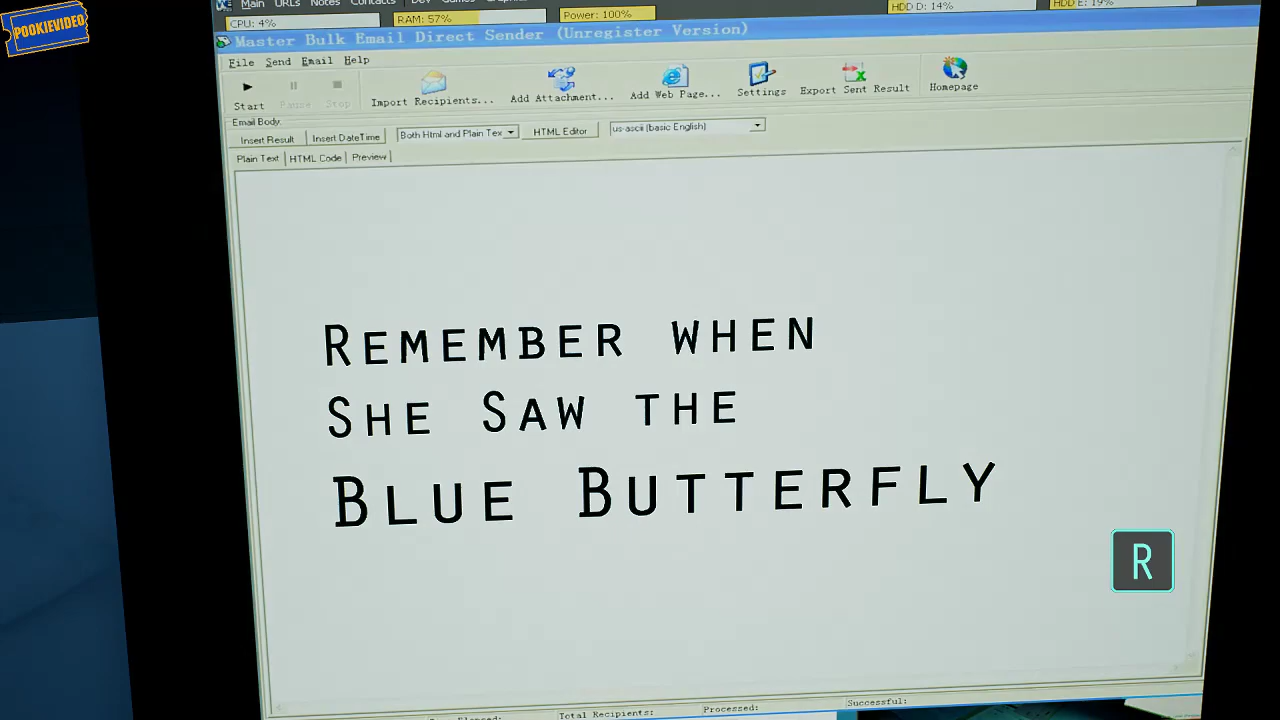 POOKIEVIDEO
Main URLs Notes Contacts Dev Games
CPU: 4% RAM: 57% Power: 100% HDD D: 14% HDD E: 19%
Master Bulk Email Direct Sender (Unregister Version)
File Send Email Help
Start Pause Stop Import Recipients... Add Attachment... Add Web Page... Settings Export Sent Result Homepage
Email Body:
Insert Result Insert DateTime Both Html and Plain Tex HTML Editor us-ascii (basic English)
Plain Text HTML Code Preview
REMEMBER WHEN
SHE SAW THE
BLUE BUTTERFLY
R
Total Recipients: Processed: Successful: